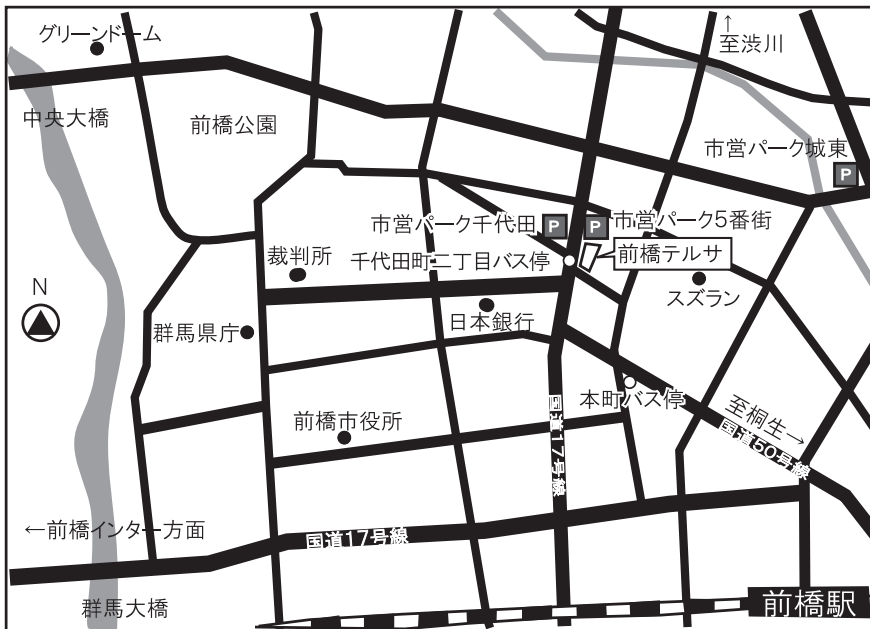 グリーンドーム
↑
至渋川
中央大橋
前橋公園
市営パーク城東
P
市営パーク千代田
P
P
市営パーク5番街
裁判所
千代田町二丁目バス停
前橋テルサ
N
スズラン
日本銀行
群馬県庁
本町バス停
至桐生→
国道50号線
前橋市役所
国道17号線
←前橋インター方面
国道17号線
群馬大橋
前橋駅